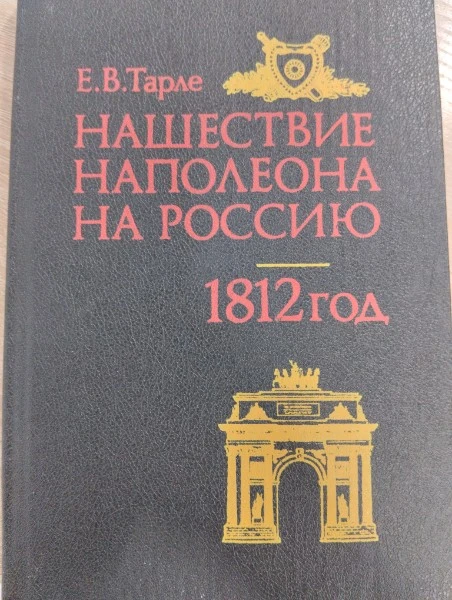 Е.В.Тарле
НАШЕСТВИЕ
НАПОЛЕОНА
НА РОССИЮ
1812 год